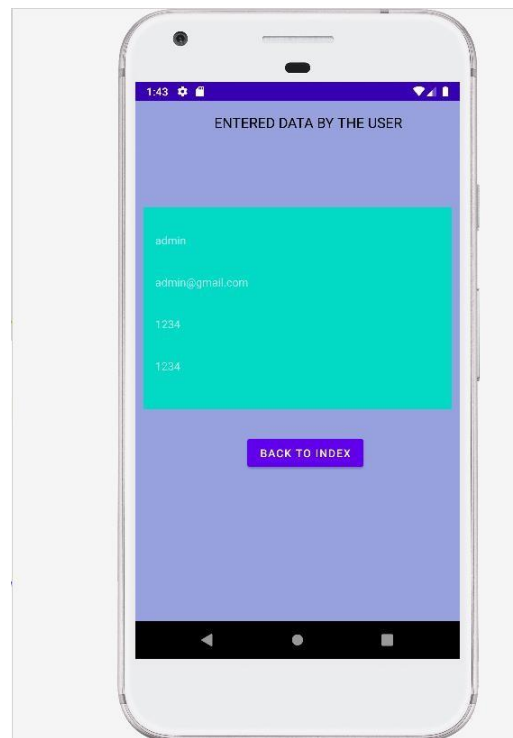 1:43
ENTERED DATA BY THE USER
admin
admin@gmail.com
1234
1234
BACK TO INDEX